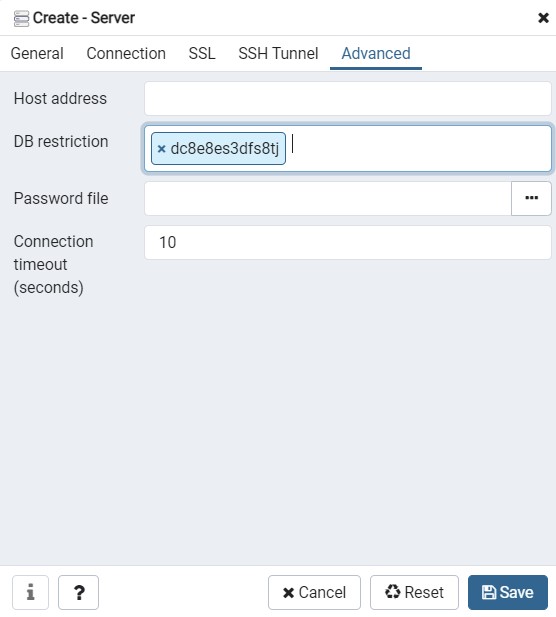 Create - Server
General Connection SSL SSH Tunnel Advanced
Host address
DB restriction × dc8e8es3dfs8tj
Password file ...
Connection timeout (seconds) 10
i ? Cancel Reset Save